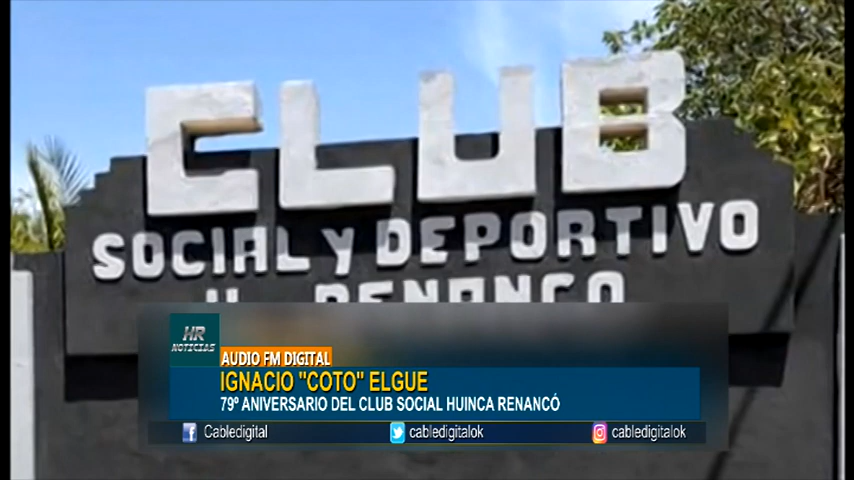 CLUB
SOCIAL Y DEPORTIVO
H. RENANCO
HR
NOTICIAS
AUDIO FM DIGITAL
IGNACIO "COTO" ELGUE
79º ANIVERSARIO DEL CLUB SOCIAL HUINCA RENANCÓ
Cabledigital
cabledigitalok
cabledigitalok